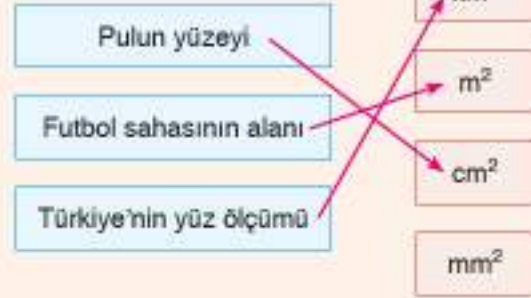 Pulun yüzeyi
m²
Futbol sahasının alanı
cm²
Türkiye'nin yüz ölçümü
mm²